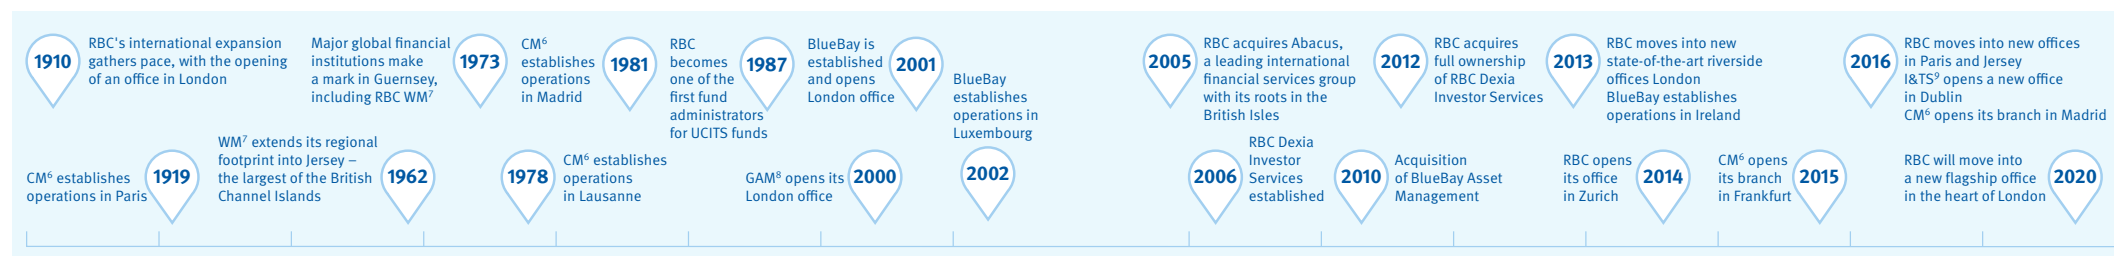 1910
RBC's international expansion
gathers pace, with the opening
of an office in London
CM⁶ establishes
operations in Paris
1919
WM⁷ extends its regional
footprint into Jersey –
the largest of the British
Channel Islands
1962
Major global financial
institutions make
a mark in Guernsey,
including RBC WM⁷
1973
1978
CM⁶ establishes
operations
in Lausanne
CM⁶
establishes
operations
in Madrid
1981
RBC
becomes
one of the
first fund
administrators
for UCITS funds
1987
GAM⁸ opens its
London office
2000
BlueBay is
established
and opens
London office
2001
BlueBay
establishes
operations in
Luxembourg
2002
2005
RBC acquires Abacus,
a leading international
financial services group
with its roots in the
British Isles
2006
RBC Dexia
Investor
Services
established
2010
Acquisition
of BlueBay Asset
Management
2012
RBC acquires
full ownership
of RBC Dexia
Investor Services
2013
RBC moves into new
state-of-the-art riverside
offices London
BlueBay establishes
operations in Ireland
RBC opens
its office
in Zurich
2014
CM⁶ opens
its branch
in Frankfurt
2015
2016
RBC moves into new offices
in Paris and Jersey
I&TS⁹ opens a new office
in Dublin
CM⁶ opens its branch in Madrid
RBC will move into
a new flagship office
in the heart of London
2020